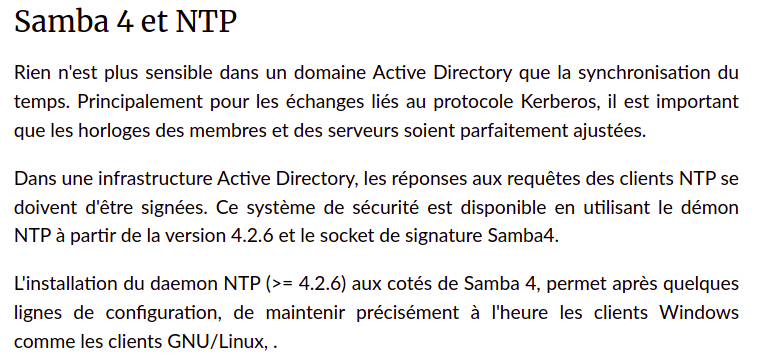 Samba 4 et NTP
Rien n'est plus sensible dans un domaine Active Directory que la synchronisation du
temps. Principalement pour les échanges liés au protocole Kerberos, il est important
que les horloges des membres et des serveurs soient parfaitement ajustées.
Dans une infrastructure Active Directory, les réponses aux requêtes des clients NTP se
doivent d'être signées. Ce système de sécurité est disponible en utilisant le démon
NTP à partir de la version 4.2.6 et le socket de signature Samba4.
L'installation du daemon NTP (>= 4.2.6) aux cotés de Samba 4, permet après quelques
lignes de configuration, de maintenir précisément à l'heure les clients Windows
comme les clients GNU/Linux, .